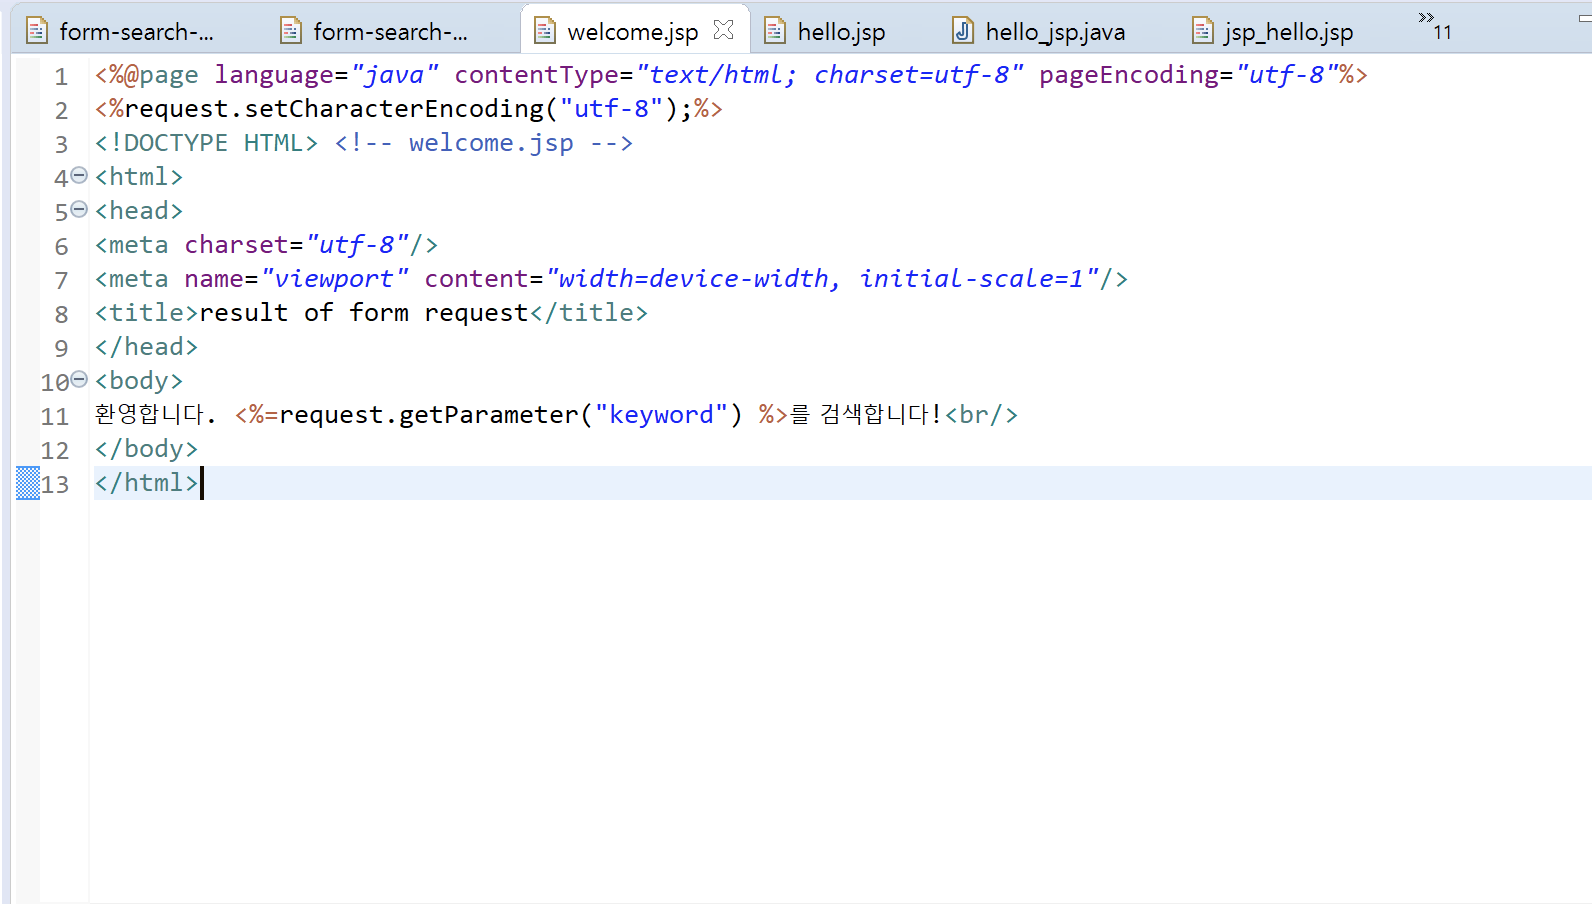 form-search-... form-search-... welcome.jsp hello.jsp hello_jsp.java jsp_hello.jsp »11
1 <%@page language="java" contentType="text/html; charset=utf-8" pageEncoding="utf-8"%>
2 <%request.setCharacterEncoding("utf-8");%>
3 <!DOCTYPE HTML> <!-- welcome.jsp -->
4 <html>
5 <head>
6 <meta charset="utf-8"/>
7 <meta name="viewport" content="width=device-width, initial-scale=1"/>
8 <title>result of form request</title>
9 </head>
10 <body>
11 환영합니다. <%=request.getParameter("keyword") %>를 검색합니다!<br/>
12 </body>
13 </html>